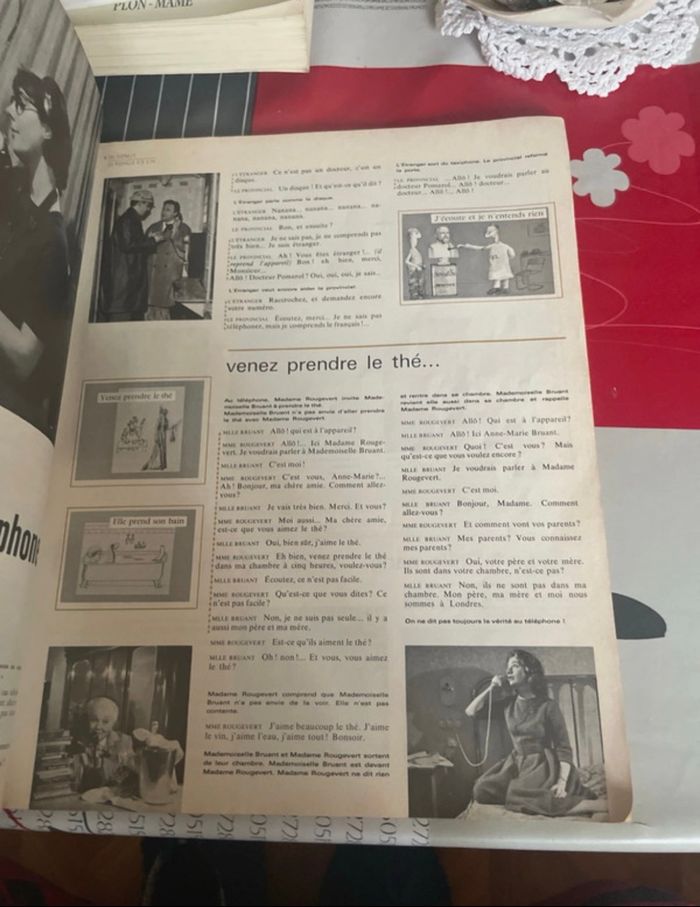 PLON - MAME
L'ÉTRANGER Ce n'est pas un docteur, c'est un
disque.
LE PROVINCIAL Un disque ! Et qu'est-ce qu'il dit ?
L'Étranger parle comme le disque.
L'ÉTRANGER Nanana... nanana... nanana... na-
nana, nanana, nanana.
LE PROVINCIAL Bon, et ensuite ?
L'ÉTRANGER Je ne sais pas, je ne comprends pas
très bien... Je suis étranger.
LE PROVINCIAL Ah ! Vous êtes étranger !... (il
reprend l'appareil) Bon ! eh bien, merci,
Monsieur...
Allô ! Docteur Pomarel ? Oui, oui, oui, je sais..
L'Étranger veut encore aider le provincial.
L'ÉTRANGER Raccrochez, et demandez encore
votre numéro.
LE PROVINCIAL Écoutez, merci... Je ne sais pas
téléphoner, mais je comprends le français !...
L'Étranger sort du taxiphone. Le provincial referme
la porte.
LE PROVINCIAL ...Allô ! Je voudrais parler au
docteur Pomarel... Allô ! docteur...
docteur... Allô !... Allô !
J'écoute et je n'entends rien
venez prendre le thé...
Venez prendre le thé
Elle prend son bain
phone
Au téléphone, Madame Rougevert invite Made-
moiselle Bruant à prendre le thé.
Mademoiselle Bruant n'a pas envie d'aller prendre
le thé avec Madame Rougevert.
MLLE BRUANT Allô ! qui est à l'appareil ?
MME ROUGEVERT Allô !... Ici Madame Rouge-
vert. Je voudrais parler à Mademoiselle Bruant.
MLLE BRUANT C'est moi !
MME ROUGEVERT C'est vous, Anne-Marie ?...
Ah ! Bonjour, ma chère amie. Comment allez-
vous ?
MLLE BRUANT Je vais très bien. Merci. Et vous ?
MME ROUGEVERT Moi aussi... Ma chère amie,
est-ce que vous aimez le thé ?
MLLE BRUANT Oui, bien sûr, j'aime le thé.
MME ROUGEVERT Eh bien, venez prendre le thé
dans ma chambre à cinq heures, voulez-vous ?
MLLE BRUANT Écoutez, ce n'est pas facile.
MME ROUGEVERT Qu'est-ce que vous dites ? Ce
n'est pas facile ?
MLLE BRUANT Non, je ne suis pas seule... il y a
aussi mon père et ma mère.
MME ROUGEVERT Est-ce qu'ils aiment le thé ?
MLLE BRUANT Oh ! non !... Et vous, vous aimez
le thé ?
Madame Rougevert comprend que Mademoiselle
Bruant n'a pas envie de la voir. Elle n'est pas
contente.
MME ROUGEVERT J'aime beaucoup le thé. J'aime
le vin, j'aime l'eau, j'aime tout ! Bonsoir.
Mademoiselle Bruant et Madame Rougevert sortent
de leur chambre. Mademoiselle Bruant est devant
Madame Rougevert. Madame Rougevert ne dit rien
et rentre dans sa chambre. Mademoiselle Bruant
revient elle aussi dans sa chambre et rappelle
Madame Rougevert.
MME ROUGEVERT Allô ! Qui est à l'appareil ?
MLLE BRUANT Allô ! Ici Anne-Marie Bruant.
MME ROUGEVERT Quoi ! C'est vous ? Mais
qu'est-ce que vous voulez encore ?
MLLE BRUANT Je voudrais parler à Madame
Rougevert.
MME ROUGEVERT C'est moi.
MLLE BRUANT Bonjour, Madame. Comment
allez-vous ?
MME ROUGEVERT Et comment vont vos parents ?
MLLE BRUANT Mes parents ? Vous connaissez
mes parents ?
MME ROUGEVERT Oui, votre père et votre mère.
Ils sont dans votre chambre, n'est-ce pas ?
MLLE BRUANT Non, ils ne sont pas dans ma
chambre. Mon père, ma mère et moi nous
sommes à Londres.
On ne dit pas toujours la vérité au téléphone !